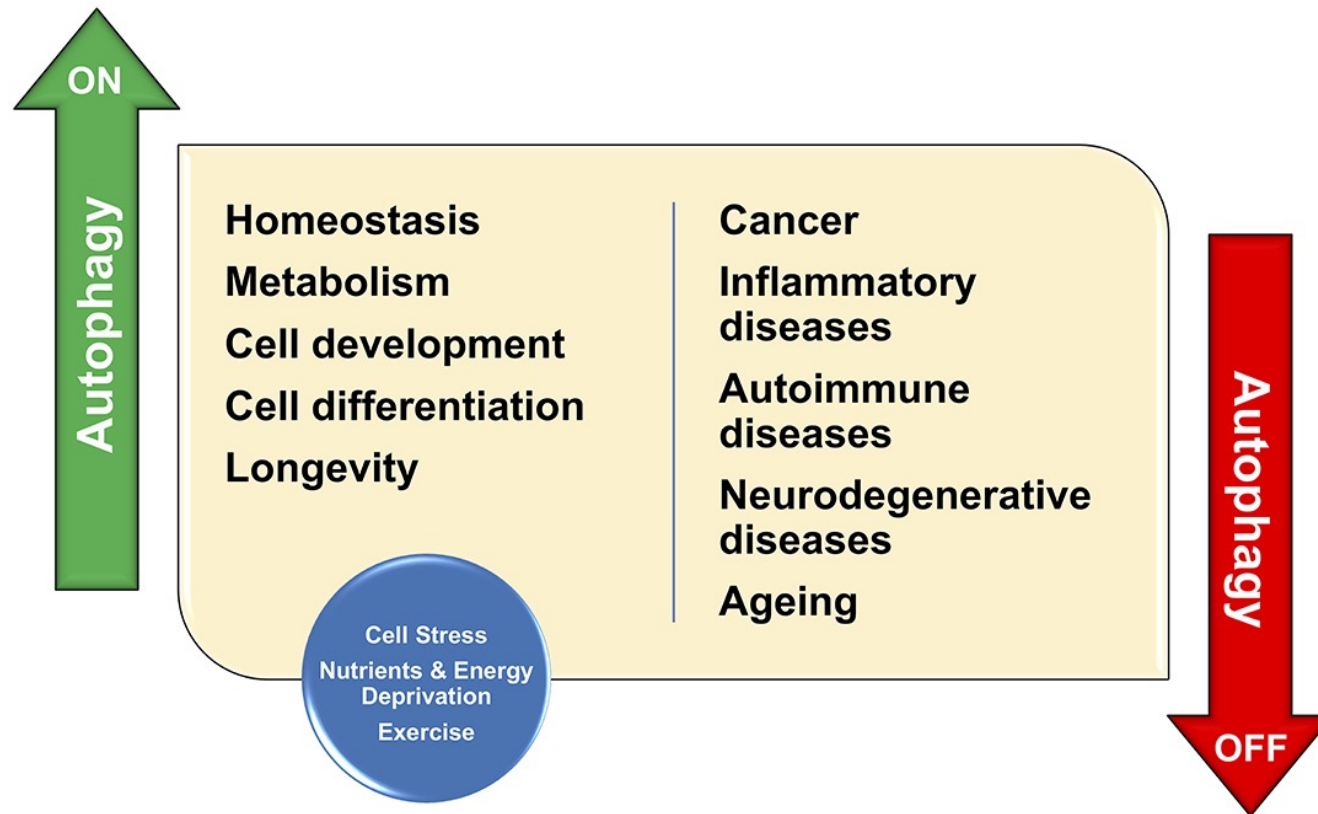 ON
Autophagy
Homeostasis
Metabolism
Cell development
Cell differentiation
Longevity
Cell Stress
Nutrients & Energy
Deprivation
Exercise
Cancer
Inflammatory
diseases
Autoimmune
diseases
Neurodegenerative
diseases
Ageing
Autophagy
OFF